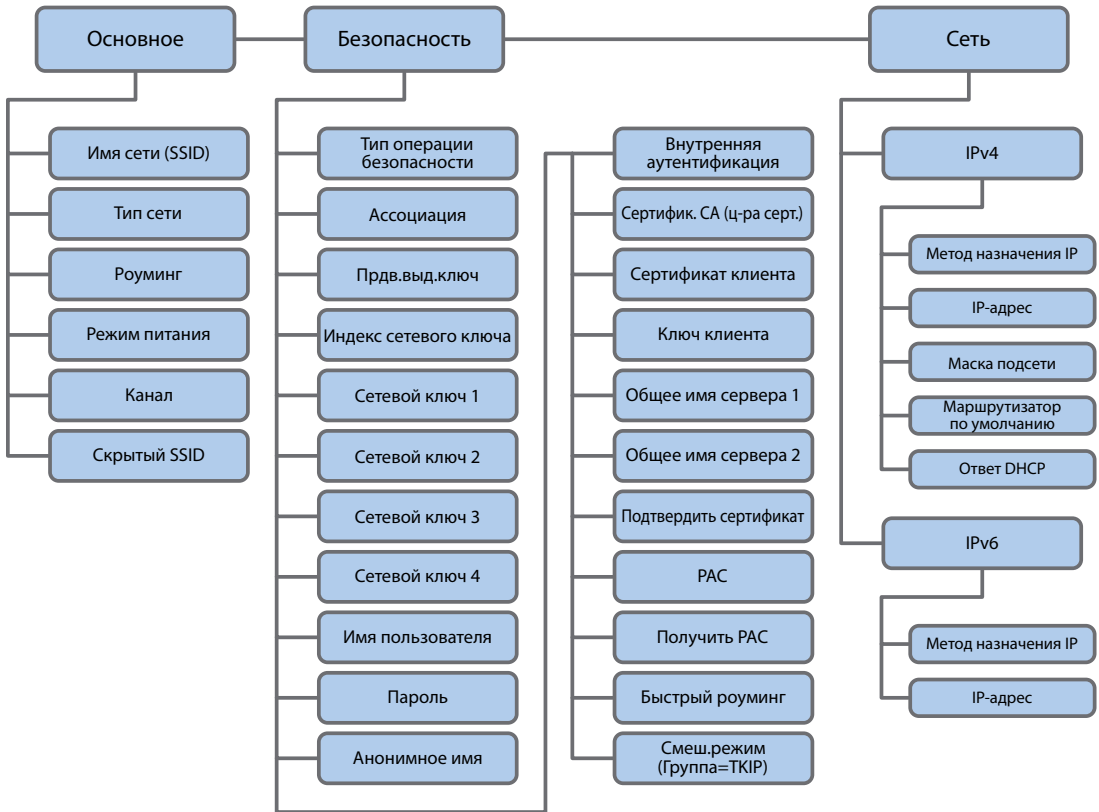 Основное
Безопасность
Сеть
Имя сети (SSID)
Тип сети
Роуминг
Режим питания
Канал
Скрытый SSID
Тип операции
безопасности
Ассоциация
Прдв.выд.ключ
Индекс сетевого ключа
Сетевой ключ 1
Сетевой ключ 2
Сетевой ключ 3
Сетевой ключ 4
Имя пользователя
Пароль
Анонимное имя
Внутренняя
аутентификация
Сертифик. CA (ц-ра серт.)
Сертификат клиента
Ключ клиента
Общее имя сервера 1
Общее имя сервера 2
Подтвердить сертификат
PAC
Получить PAC
Быстрый роуминг
Смеш.режим
(Группа=TKIP)
IPv4
Метод назначения IP
IP-адрес
Маска подсети
Маршрутизатор
по умолчанию
Ответ DHCP
IPv6
Метод назначения IP
IP-адрес